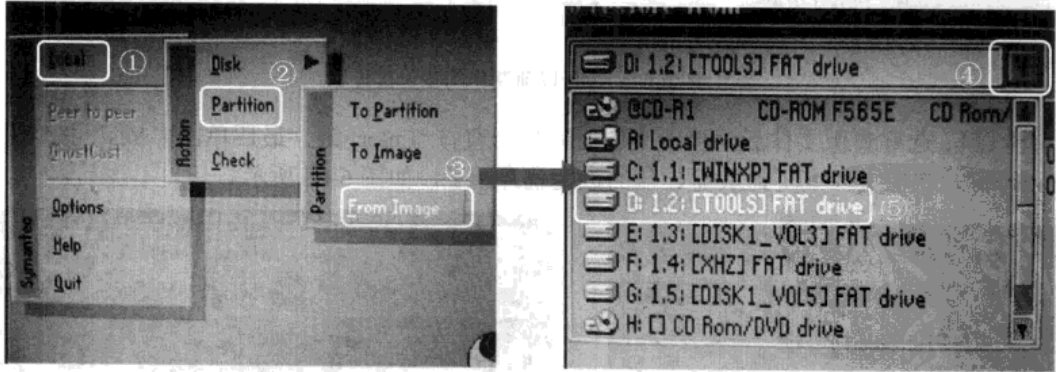 Local ①
Peer to peer
GhostCast
Options
Help
Quit
Symantec
Disk
②
Partition
Check
Action
To Partition
To Image
③
From Image
Partition
D: 1.2: [TOOLS] FAT drive
④
@CD-R1 CD-ROM F565E CD Rom/
A: Local drive
C: 1.1: [WINXP] FAT drive
D: 1.2: [TOOLS] FAT drive ⑤
E: 1.3: [DISK1_VOL3] FAT drive
F: 1.4: [XHZ] FAT drive
G: 1.5: [DISK1_VOL5] FAT drive
H: [] CD Rom/DVD drive